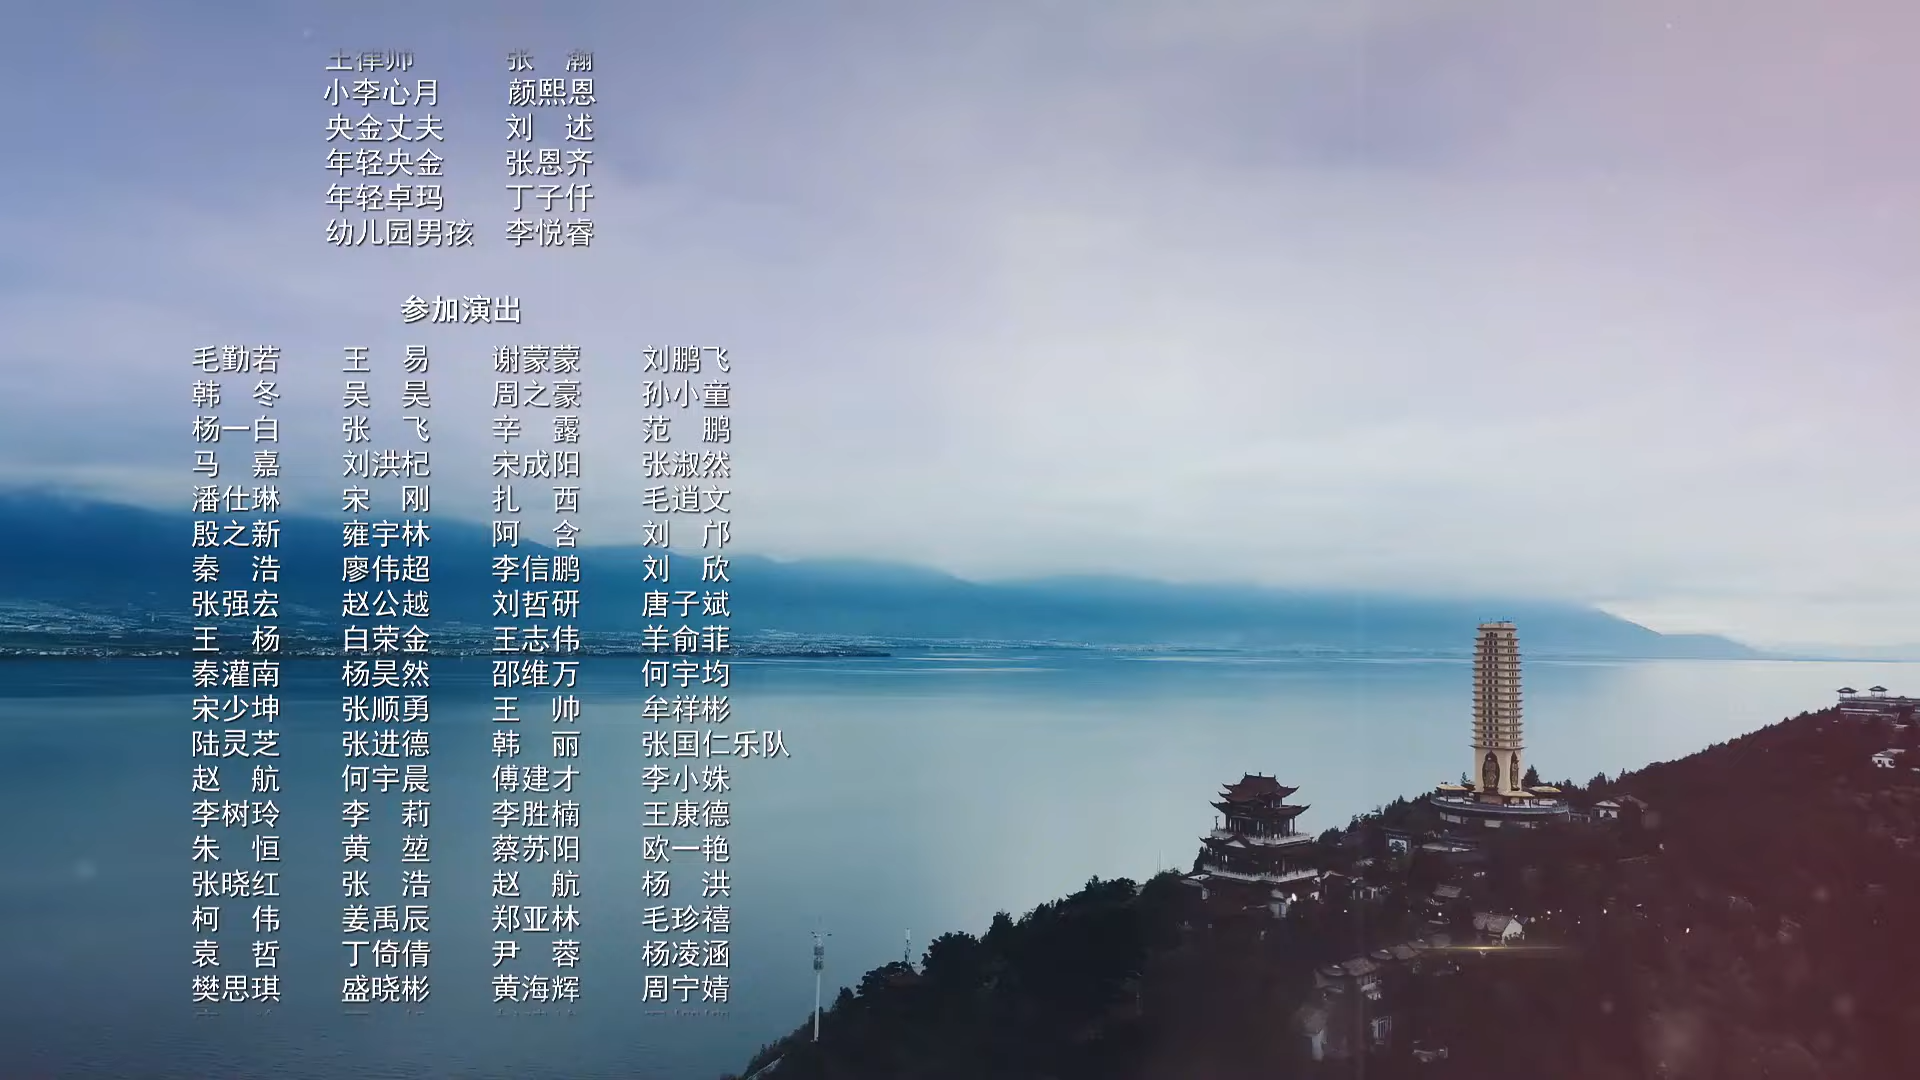 律师 张 瀚
小李心月 颜熙恩
央金丈夫 刘 述
年轻央金 张恩齐
年轻卓玛 丁子仟
幼儿园男孩 李悦睿
参加演出
毛勤若 王 易 谢蒙蒙 刘鹏飞
韩 冬 吴 昊 周之豪 孙小童
杨一白 张 飞 辛 露 范 鹏
马 嘉 刘洪杞 宋成阳 张淑然
潘仕琳 宋 刚 扎 西 毛逍文
殷之新 雍宇林 阿 含 刘 邝
秦 浩 廖伟超 李信鹏 刘 欣
张强宏 赵公越 刘哲研 唐子斌
王 杨 白荣金 王志伟 羊俞菲
秦灌南 杨昊然 邵维万 何宇均
宋少坤 张顺勇 王 帅 牟祥彬
陆灵芝 张进德 韩 丽 张国仁乐队
赵 航 何宇晨 傅建才 李小姝
李树玲 李 莉 李胜楠 王康德
朱 恒 黄 堃 蔡苏阳 欧一艳
张晓红 张 浩 赵 航 杨 洪
柯 伟 姜禹辰 郑亚林 毛珍禧
袁 哲 丁倚倩 尹 蓉 杨凌涵
樊思琪 盛晓彬 黄海辉 周宁婧